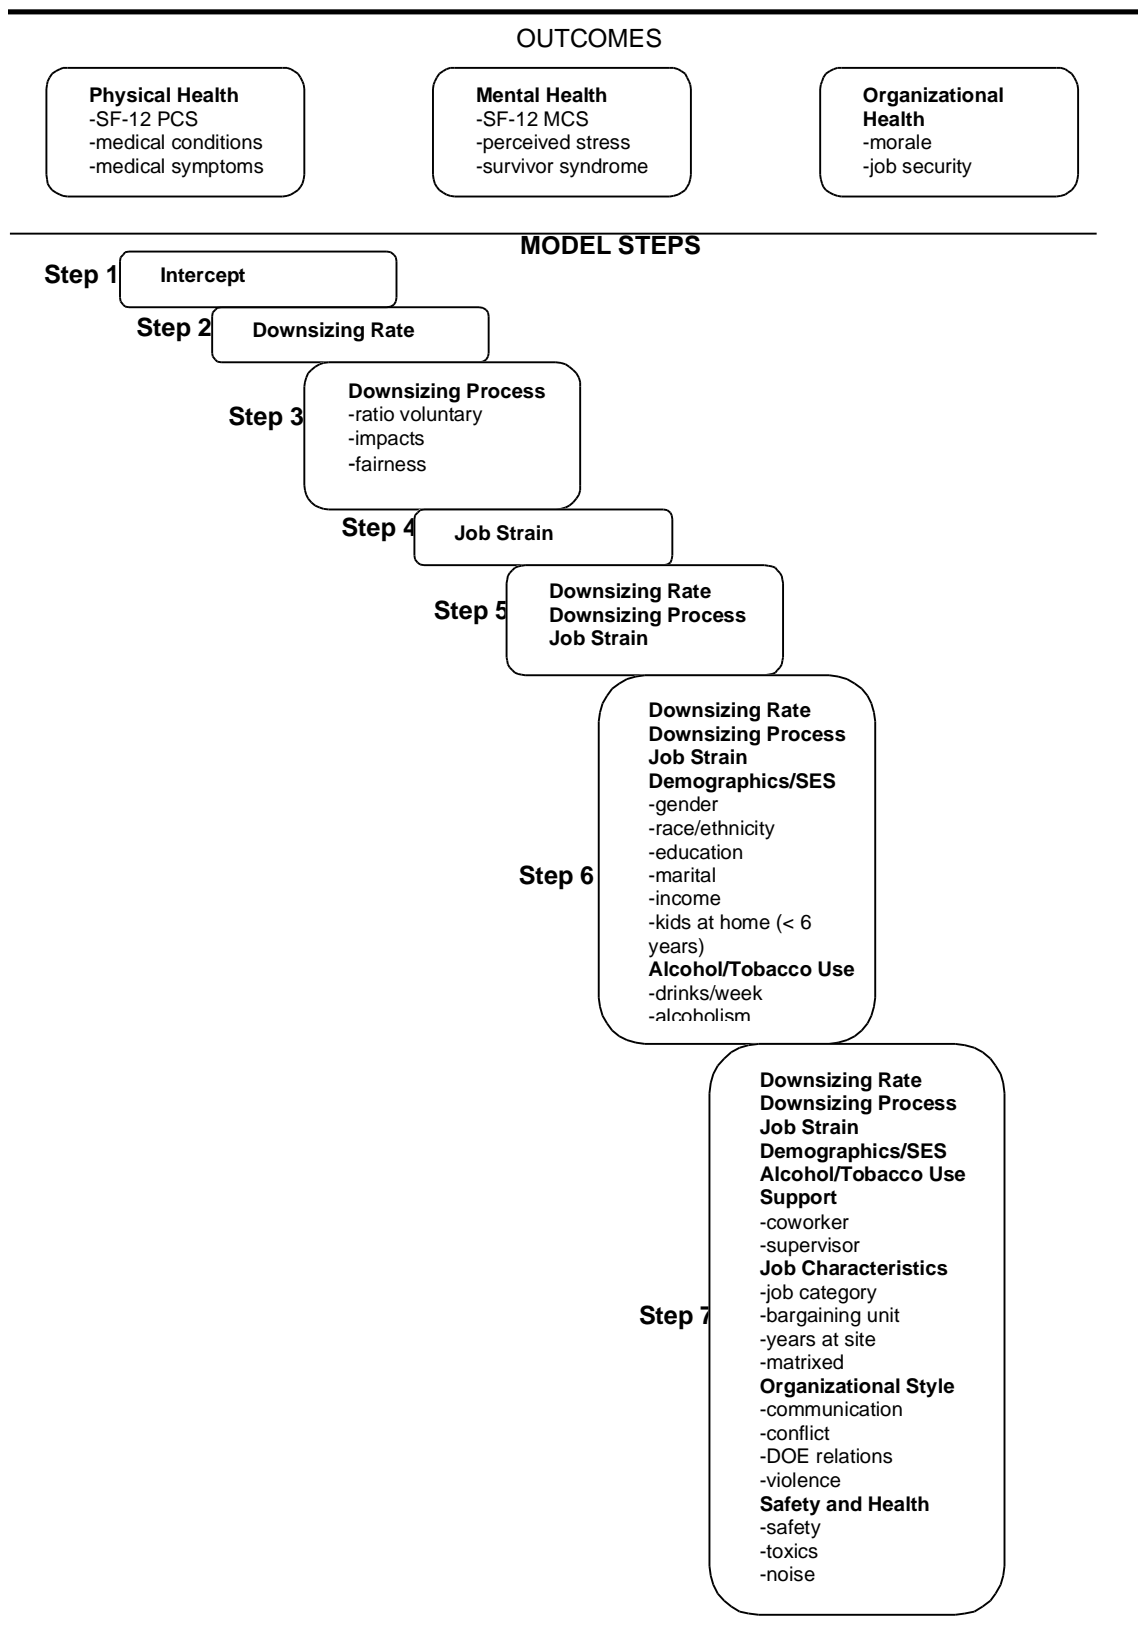 OUTCOMES
Physical Health
-SF-12 PCS
-medical conditions
-medical symptoms
Mental Health
-SF-12 MCS
-perceived stress
-survivor syndrome
Organizational
Health
-morale
-job security
MODEL STEPS
Step 1
Intercept
Step 2
Downsizing Rate
Step 3
Downsizing Process
-ratio voluntary
-impacts
-fairness
Step 4
Job Strain
Step 5
Downsizing Rate
Downsizing Process
Job Strain
Step 6
Downsizing Rate
Downsizing Process
Job Strain
Demographics/SES
-gender
-race/ethnicity
-education
-marital
-income
-kids at home (< 6
years)
Alcohol/Tobacco Use
-drinks/week
-alcoholism
Step 7
Downsizing Rate
Downsizing Process
Job Strain
Demographics/SES
Alcohol/Tobacco Use
Support
-coworker
-supervisor
Job Characteristics
-job category
-bargaining unit
-years at site
-matrixed
Organizational Style
-communication
-conflict
-DOE relations
-violence
Safety and Health
-safety
-toxics
-noise